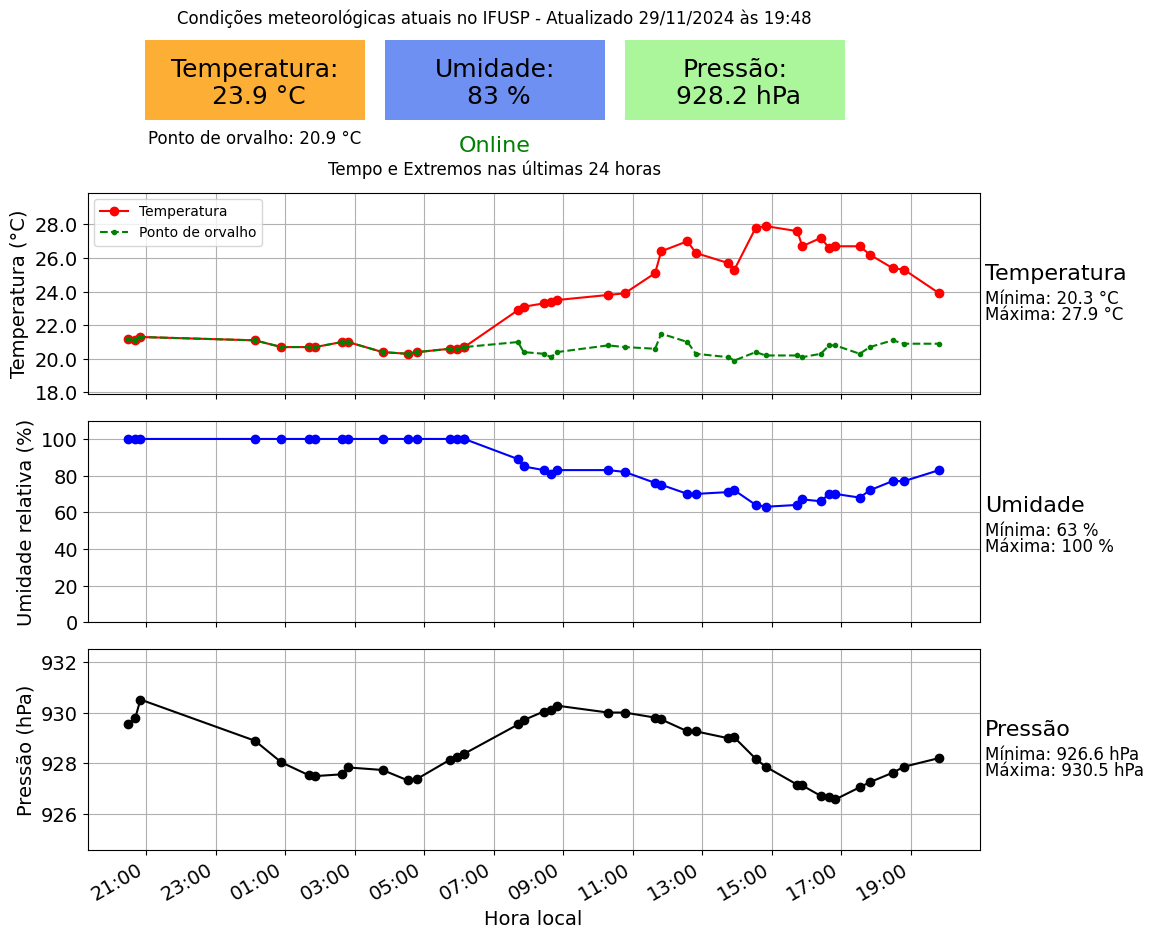 Condições meteorológicas atuais no IFUSP - Atualizado 29/11/2024 às 19:48
Temperatura:
23.9 °C
Umidade:
83 %
Pressão:
928.2 hPa
Ponto de orvalho: 20.9 °C
Online
Tempo e Extremos nas últimas 24 horas
Temperatura (°C)
28.0
26.0
24.0
22.0
20.0
18.0
Temperatura
Ponto de orvalho
Temperatura
Mínima: 20.3 °C
Máxima: 27.9 °C
Umidade relativa (%)
100
80
60
40
20
0
Umidade
Mínima: 63 %
Máxima: 100 %
Pressão (hPa)
932
930
928
926
Pressão
Mínima: 926.6 hPa
Máxima: 930.5 hPa
21:00 23:00 01:00 03:00 05:00 07:00 09:00 11:00 13:00 15:00 17:00 19:00
Hora local